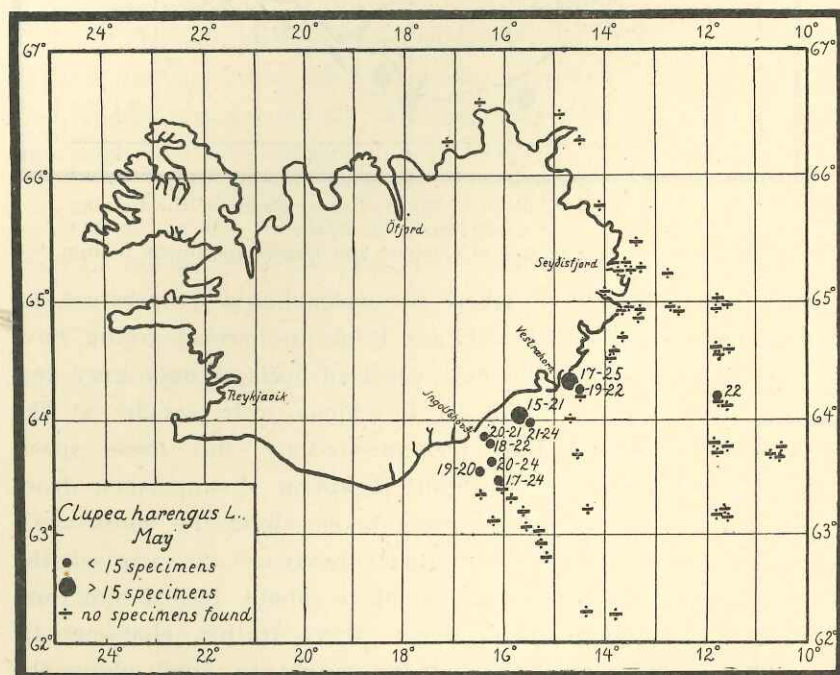 24° 22° 20° 18° 16° 14° 12° 10°
67° 67°
66° 66°
Öfjord
Seyðisfjord
65° 65°
Vestrahorn
17-25
19-22
22
15-21
Reykjavik
Ingolfshöfdi
64° 64°
20-21 21-24
18-22
19-20 20-24
17-24
Clupea harengus L..
May
< 15 specimens
> 15 specimens
÷ no specimens found
63° 63°
62° 62°
24° 22° 20° 18° 16° 14° 12° 10°